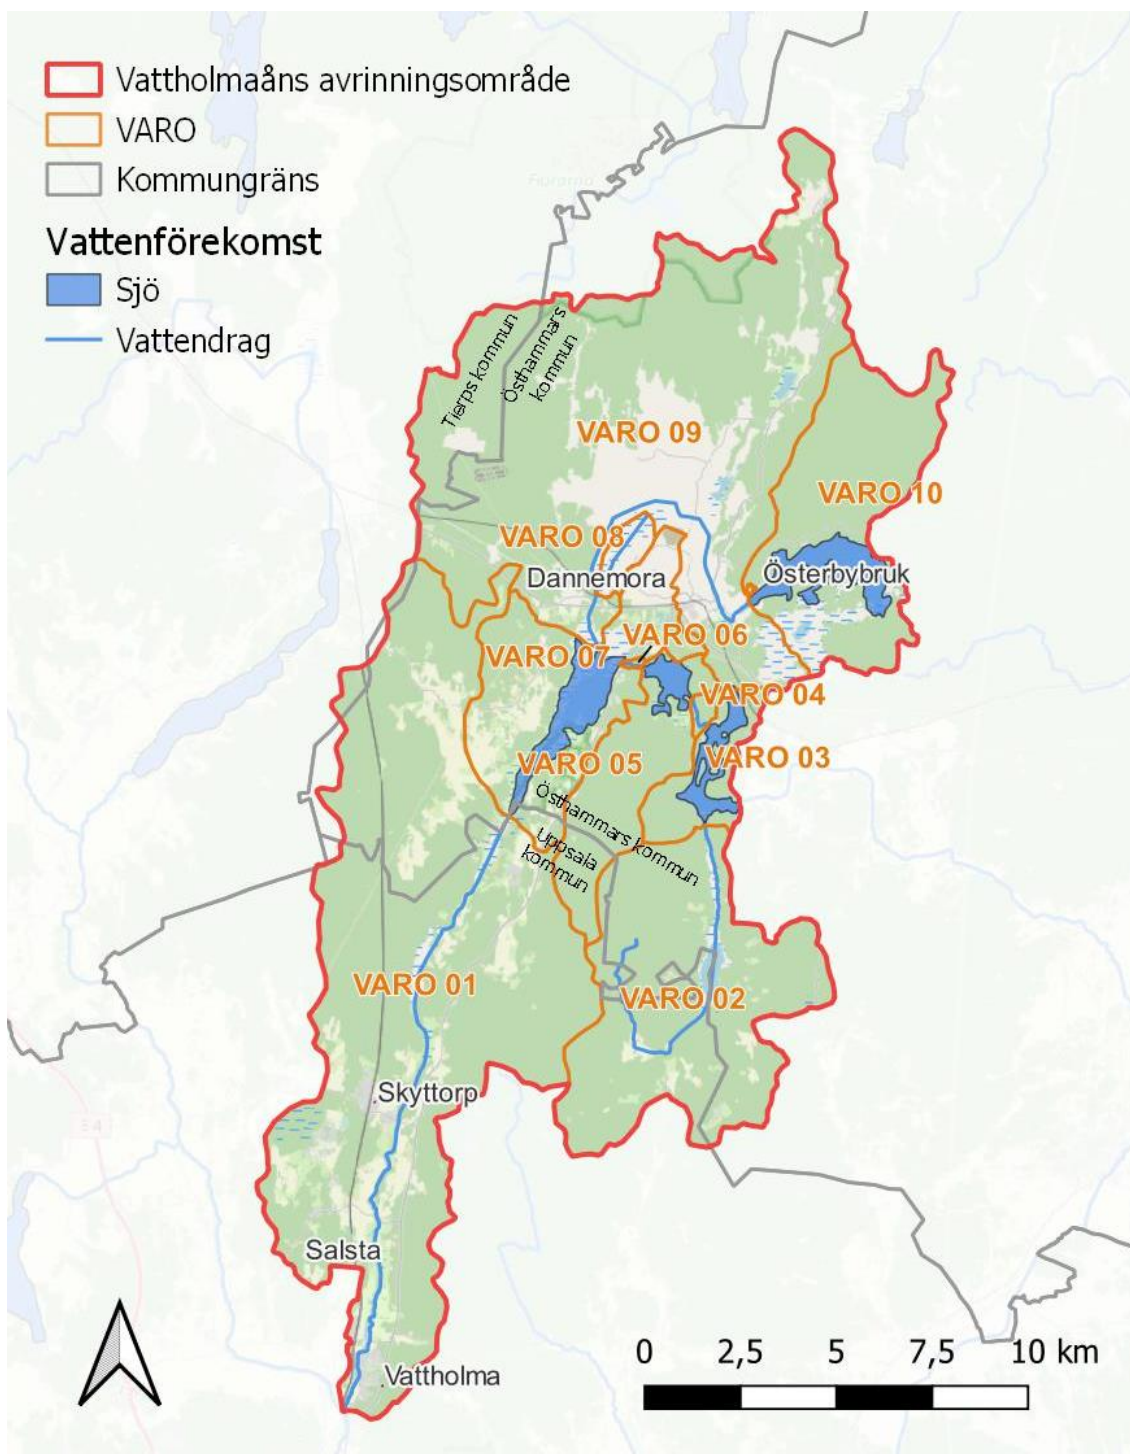 Vattholmaåns avrinningsområde
VARO
Kommungräns
Vattenförekomst
Sjö
Vattendrag
Tierps kommun
Östhammars
kommun
VARO 09
VARO 10
VARO 08
Dannemora
Österbybruk
VARO 06
VARO 07
VARO 04
VARO 05
VARO 03
Östhammars kommun
Uppsala
kommun
VARO 01
VARO 02
Skyttorp
E4
Salsta
Vattholma
0 2,5 5 7,5 10 km